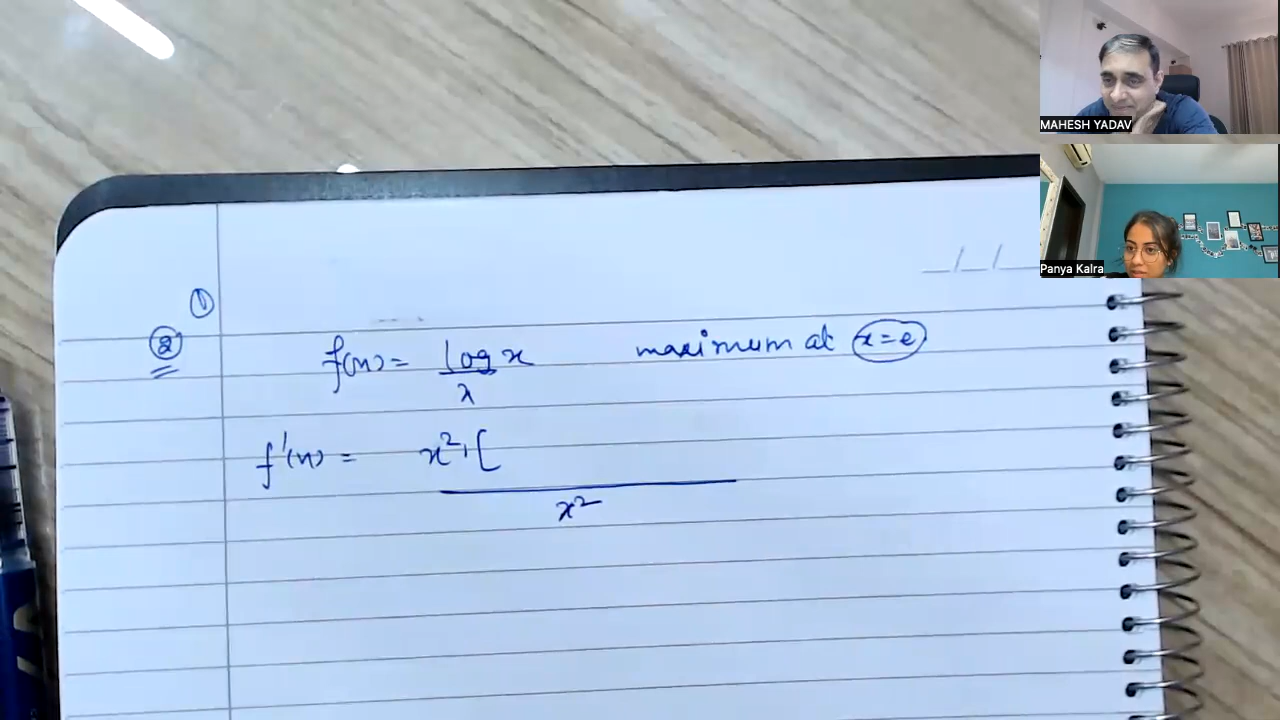 MAHESH YADAV
Panya Kalra
_/_/_
①
②
f(x) = log x / x maximum at x=e
f'(x) = x² · [
x²